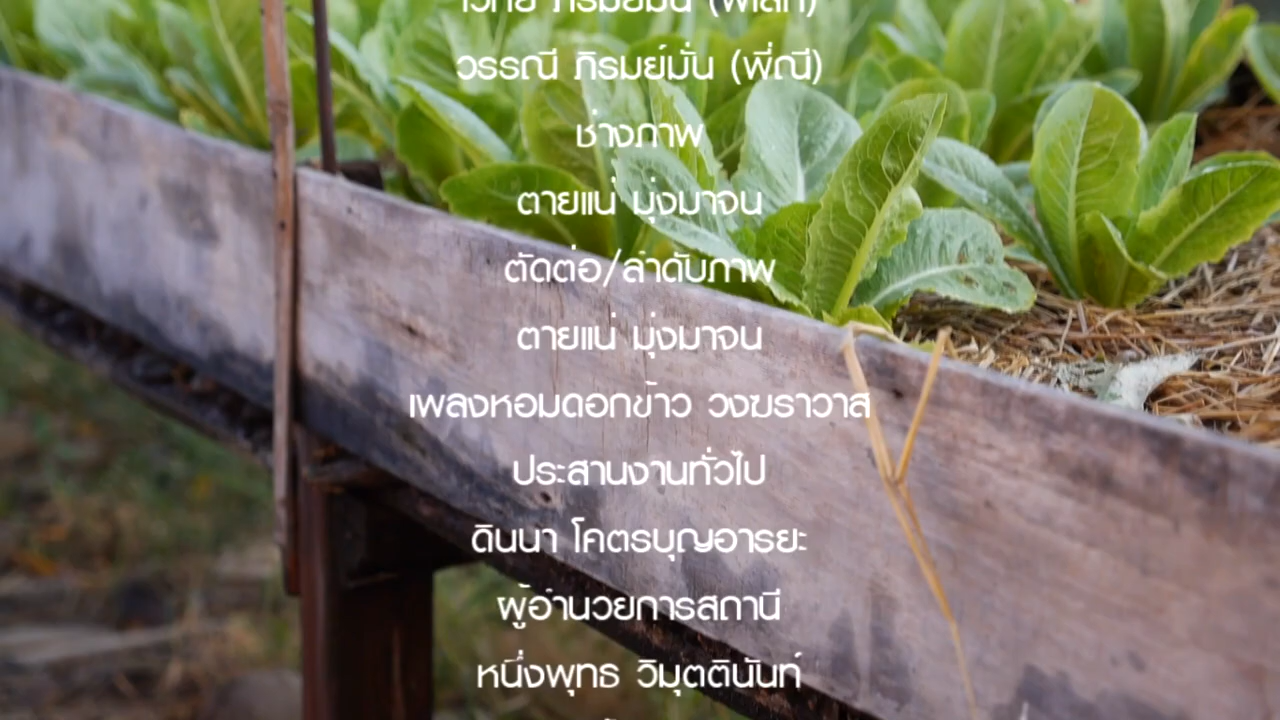 ภิรมย์มั่น
วรรณี ภิรมย์มั่น (พี่ณี)
ช่างภาพ
ตายแน่ มุ่งมาจน
ตัดต่อ/ลำดับภาพ
ตายแน่ มุ่งมาจน
เพลงหอมดอกข้าว วงฆราวาส
ประสานงานทั่วไป
ดินนา โคตรบุญอารยะ
ผู้อำนวยการสถานี
หนึ่งพุทธ วิมุตตินันท์